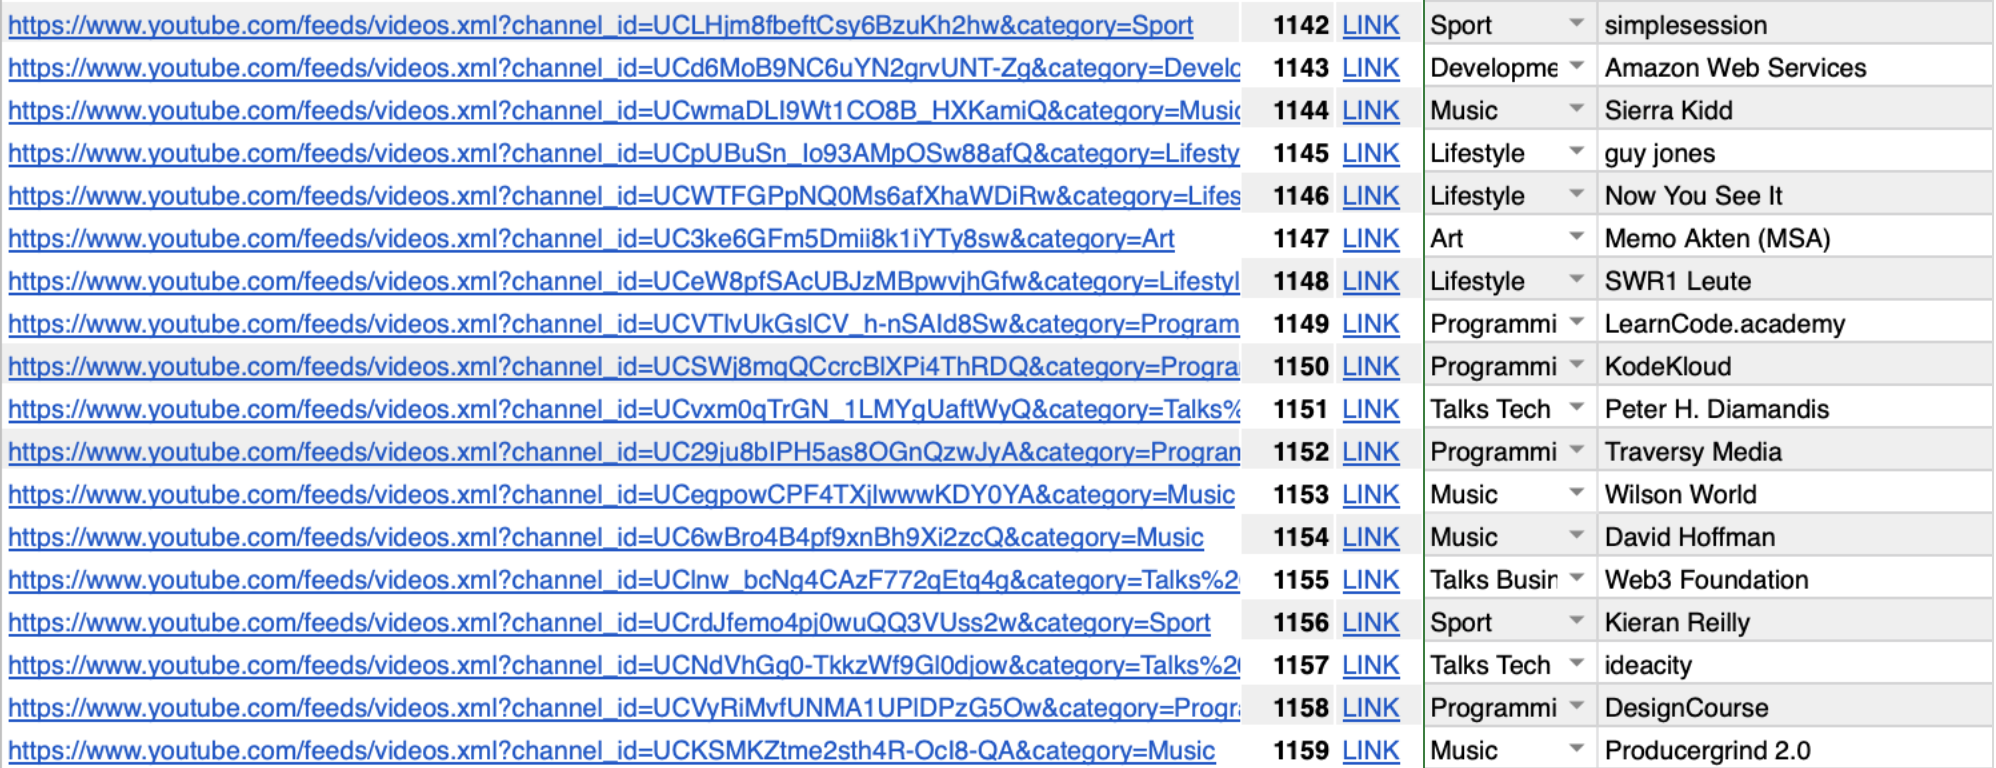 https://www.youtube.com/feeds/videos.xml?channel_id=UCLHjm8fbeftCsy6BzuKh2hw&category=Sport 1142 LINK Sport simplesession
https://www.youtube.com/feeds/videos.xml?channel_id=UCd6MoB9NC6uYN2grvUNT-Zg&category=Develo 1143 LINK Developme Amazon Web Services
https://www.youtube.com/feeds/videos.xml?channel_id=UCwmaDLI9Wt1CO8B_HXKamiQ&category=Music 1144 LINK Music Sierra Kidd
https://www.youtube.com/feeds/videos.xml?channel_id=UCpUBuSn_Io93AMpOSw88afQ&category=Lifesty 1145 LINK Lifestyle guy jones
https://www.youtube.com/feeds/videos.xml?channel_id=UCWTFGPpNQ0Ms6afXhaWDiRw&category=Lifes 1146 LINK Lifestyle Now You See It
https://www.youtube.com/feeds/videos.xml?channel_id=UC3ke6GFm5Dmii8k1iYTy8sw&category=Art 1147 LINK Art Memo Akten (MSA)
https://www.youtube.com/feeds/videos.xml?channel_id=UCeW8pfSAcUBJzMBpwvjhGfw&category=Lifestyl 1148 LINK Lifestyle SWR1 Leute
https://www.youtube.com/feeds/videos.xml?channel_id=UCVTlvUkGslCV_h-nSAId8Sw&category=Program 1149 LINK Programmi LearnCode.academy
https://www.youtube.com/feeds/videos.xml?channel_id=UCSWj8mqQCcrcBlXPi4ThRDQ&category=Progra 1150 LINK Programmi KodeKloud
https://www.youtube.com/feeds/videos.xml?channel_id=UCvxm0qTrGN_1LMYgUaftWyQ&category=Talks% 1151 LINK Talks Tech Peter H. Diamandis
https://www.youtube.com/feeds/videos.xml?channel_id=UC29ju8bIPH5as8OGnQzwJyA&category=Program 1152 LINK Programmi Traversy Media
https://www.youtube.com/feeds/videos.xml?channel_id=UCegpowCPF4TXjlwwwKDY0YA&category=Music 1153 LINK Music Wilson World
https://www.youtube.com/feeds/videos.xml?channel_id=UC6wBro4B4pf9xnBh9Xi2zcQ&category=Music 1154 LINK Music David Hoffman
https://www.youtube.com/feeds/videos.xml?channel_id=UClnw_bcNg4CAzF772qEtq4g&category=Talks%20 1155 LINK Talks Busin Web3 Foundation
https://www.youtube.com/feeds/videos.xml?channel_id=UCrdJfemo4pj0wuQQ3VUss2w&category=Sport 1156 LINK Sport Kieran Reilly
https://www.youtube.com/feeds/videos.xml?channel_id=UCNdVhGq0-TkkzWf9Gl0djow&category=Talks%20 1157 LINK Talks Tech ideacity
https://www.youtube.com/feeds/videos.xml?channel_id=UCVyRiMvfUNMA1UPlDPzG5Ow&category=Progra 1158 LINK Programmi DesignCourse
https://www.youtube.com/feeds/videos.xml?channel_id=UCKSMKZtme2sth4R-Ocl8-QA&category=Music 1159 LINK Music Producergrind 2.0